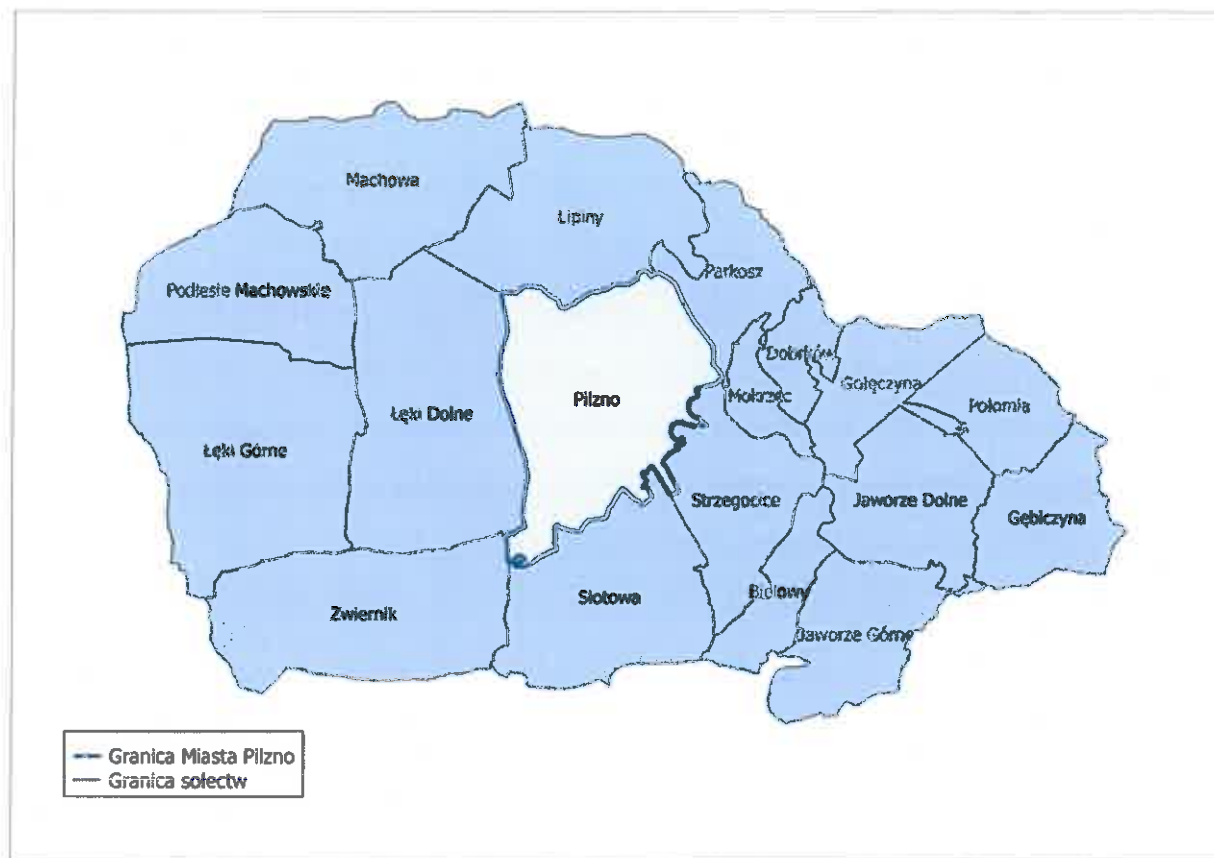 Machowa
Lipiny
Parkosz
Podlesie Machowskie
Dobrków
Gołęczyna
Mokrzec
Połomia
Pilzno
Łęki Dolne
Łęki Górne
Strzegocice
Jaworze Dolne
Gębiczyna
Zwiernik
Słotowa
Bielowy
Jaworze Górne
Granica Miasta Pilzno
Granica sołectw